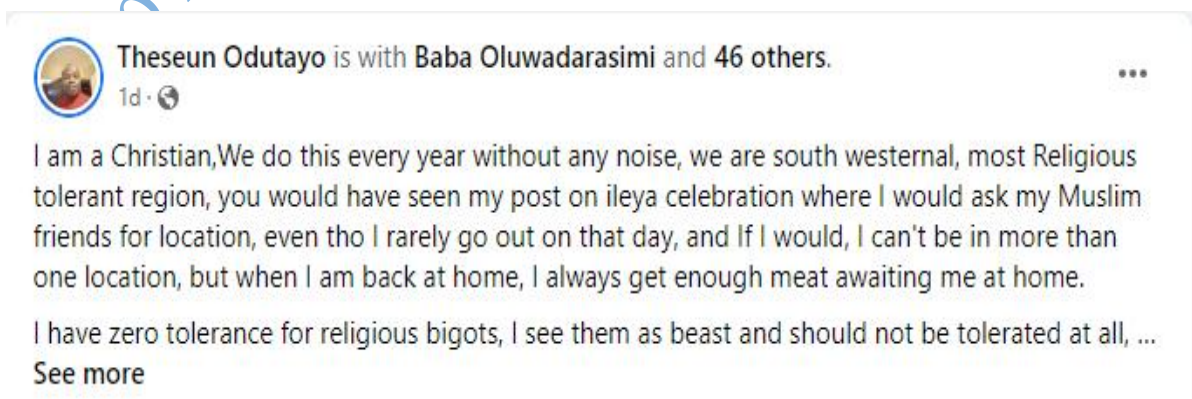 Theseun Odutayo is with Baba Oluwadarasimi and 46 others.
1d ·
I am a Christian,We do this every year without any noise, we are south westernal, most Religious
tolerant region, you would have seen my post on ileya celebration where I would ask my Muslim
friends for location, even tho I rarely go out on that day, and If I would, I can't be in more than
one location, but when I am back at home, I always get enough meat awaiting me at home.
I have zero tolerance for religious bigots, I see them as beast and should not be tolerated at all, ...
See more